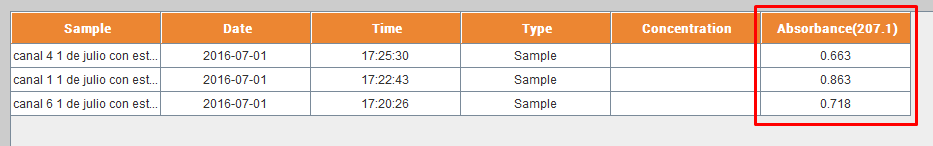 Sample Date Time Type Concentration Absorbance(207.1)
canal 4 1 de julio con est... 2016-07-01 17:25:30 Sample 0.663
canal 1 1 de julio con est... 2016-07-01 17:22:43 Sample 0.863
canal 6 1 de julio con est... 2016-07-01 17:20:26 Sample 0.718